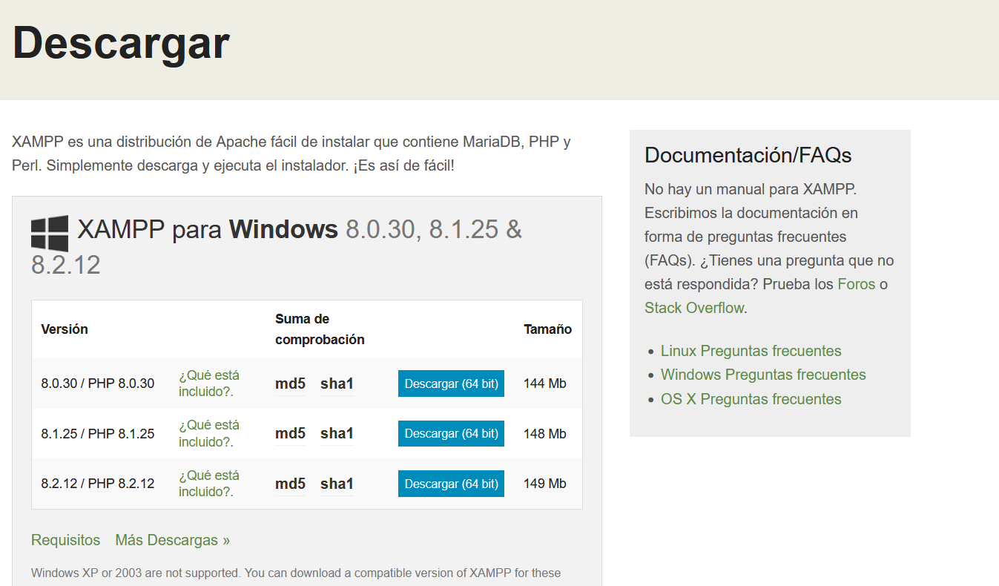 Descargar
XAMPP es una distribución de Apache fácil de instalar que contiene MariaDB, PHP y
Perl. Simplemente descarga y ejecuta el instalador. ¡Es así de fácil!
XAMPP para Windows 8.0.30, 8.1.25 &
8.2.12
Versión
Suma de
comprobación
Tamaño
8.0.30 / PHP 8.0.30
¿Qué está
incluido?.
md5 sha1
Descargar (64 bit)
144 Mb
8.1.25 / PHP 8.1.25
¿Qué está
incluido?.
md5 sha1
Descargar (64 bit)
148 Mb
8.2.12 / PHP 8.2.12
¿Qué está
incluido?.
md5 sha1
Descargar (64 bit)
149 Mb
Requisitos Más Descargas »
Windows XP or 2003 are not supported. You can download a compatible version of XAMPP for these
Documentación/FAQs
No hay un manual para XAMPP.
Escribimos la documentación en
forma de preguntas frecuentes
(FAQs). ¿Tienes una pregunta que no
está respondida? Prueba los Foros o
Stack Overflow.
• Linux Preguntas frecuentes
• Windows Preguntas frecuentes
• OS X Preguntas frecuentes